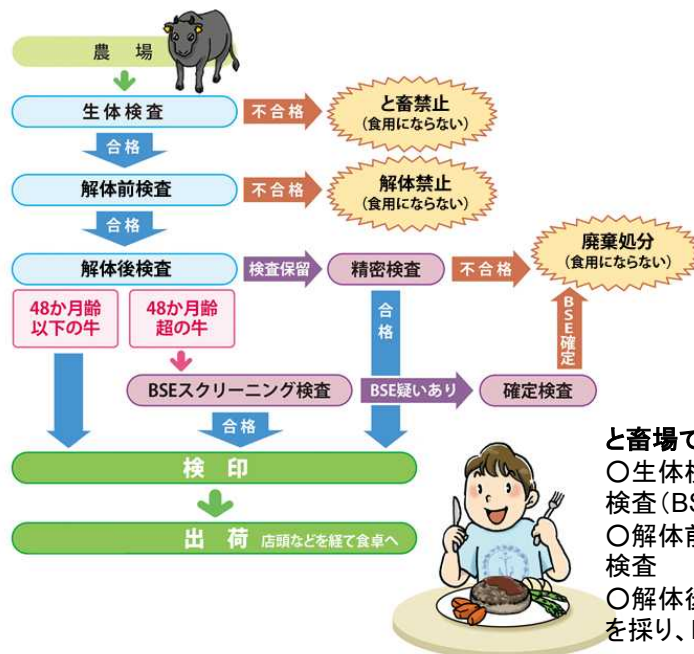 農 場
生体検査
不合格
と畜禁止
(食用にならない)
合格
解体前検査
不合格
解体禁止
(食用にならない)
合格
解体後検査
検査保留
精密検査
不合格
廃棄処分
(食用にならない)
48か月齢
以下の牛
48か月齢
超の牛
合格
BSE確定
BSEスクリーニング検査
BSE疑いあり
確定検査
合格
検 印
出 荷 店頭などを経て食卓へ
と畜場で
〇生体検
検査(BS
〇解体前
検査
〇解体後
を採り、